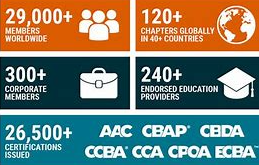 29,000+
MEMBERS
WORLDWIDE
120+
CHAPTERS GLOBALLY
IN 40+ COUNTRIES
300+
CORPORATE
MEMBERS
240+
ENDORSED EDUCATION
PROVIDERS
26,500+
CERTIFICATIONS
ISSUED
AAC CBAP® CBDA
CCBA CCA CPOA ECBA™